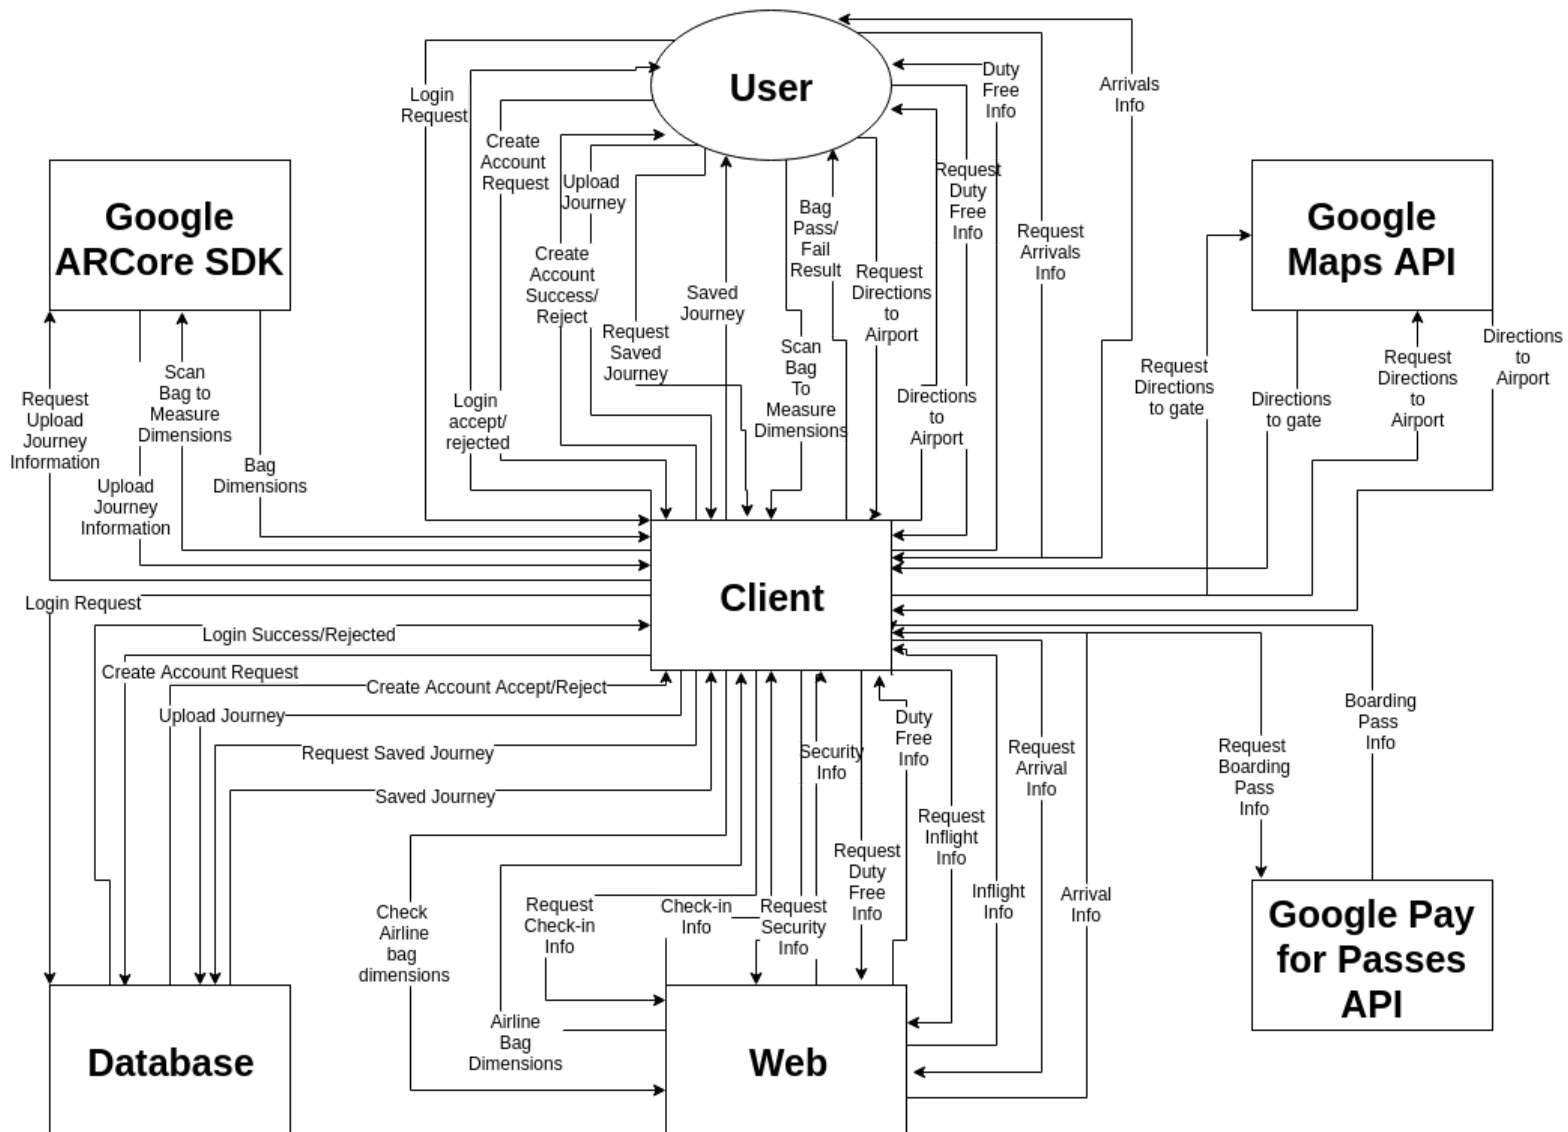 User
Login
Request
Create
Account
Request
Upload
Journey
Create
Account
Success/
Reject
Login
accept/
rejected
Request
Saved
Journey
Saved
Journey
Bag
Pass/
Fail
Result
Scan
Bag
To
Measure
Dimensions
Request
Directions
to
Airport
Directions
to
Airport
Request
Duty
Free
Info
Duty
Free
Info
Request
Arrivals
Info
Arrivals
Info
Google
ARCore SDK
Request
Upload
Journey
Information
Upload
Journey
Information
Scan
Bag to
Measure
Dimensions
Bag
Dimensions
Google
Maps API
Request
Directions
to gate
Directions
to gate
Request
Directions
to
Airport
Directions
to
Airport
Client
Login Request
Login Success/Rejected
Create Account Request
Create Account Accept/Reject
Upload Journey
Request Saved Journey
Saved Journey
Check
Airline
bag
dimensions
Airline
Bag
Dimensions
Request
Check-in
Info
Check-in
Info
Request
Security
Info
Security
Info
Request
Duty
Free
Info
Duty
Free
Info
Request
Inflight
Info
Inflight
Info
Request
Arrival
Info
Arrival
Info
Request
Boarding
Pass
Info
Boarding
Pass
Info
Google Pay
for Passes
API
Database
Web